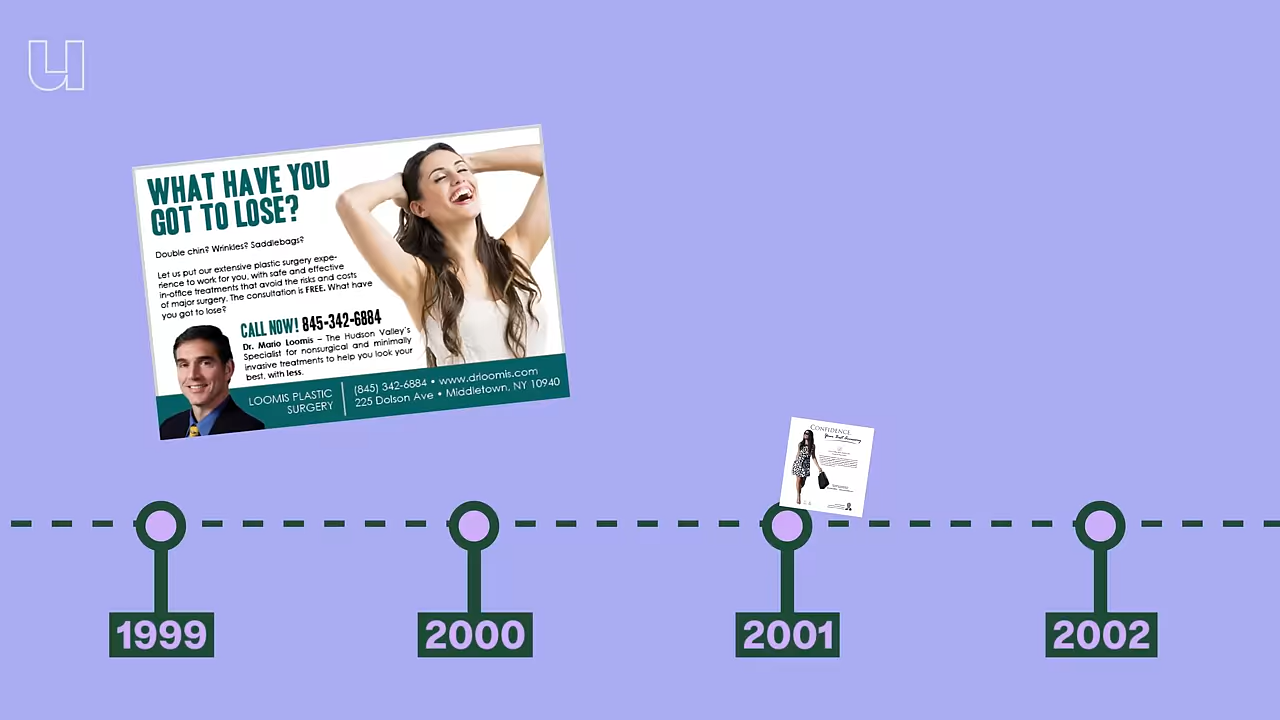 u
WHAT HAVE YOU
GOT TO LOSE?
Double chin? Wrinkles? Saddlebags?
Let us put our extensive plastic surgery expe-
rience to work for you, with safe and effective
in-office treatments that avoid the risks and costs
of major surgery. The consultation is FREE. What have
you got to lose?
CALL NOW! 845-342-6884
Dr. Mario Loomis – The Hudson Valley's
Specialist for nonsurgical and minimally
invasive treatments to help you look your
best, with less.
LOOMIS PLASTIC
SURGERY
(845) 342-6884 • www.drloomis.com
225 Dolson Ave • Middletown, NY 10940
CONFIDENCE
Your Best Accessory
1999
2000
2001
2002